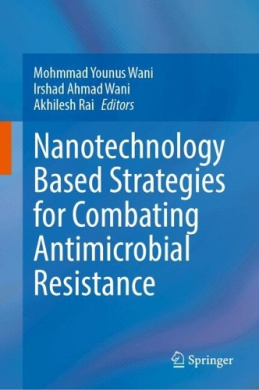 Mohmmad Younus Wani
Irshad Ahmad Wani
Akhilesh Rai Editors
Nanotechnology
Based Strategies
for Combating
Antimicrobial
Resistance
Springer